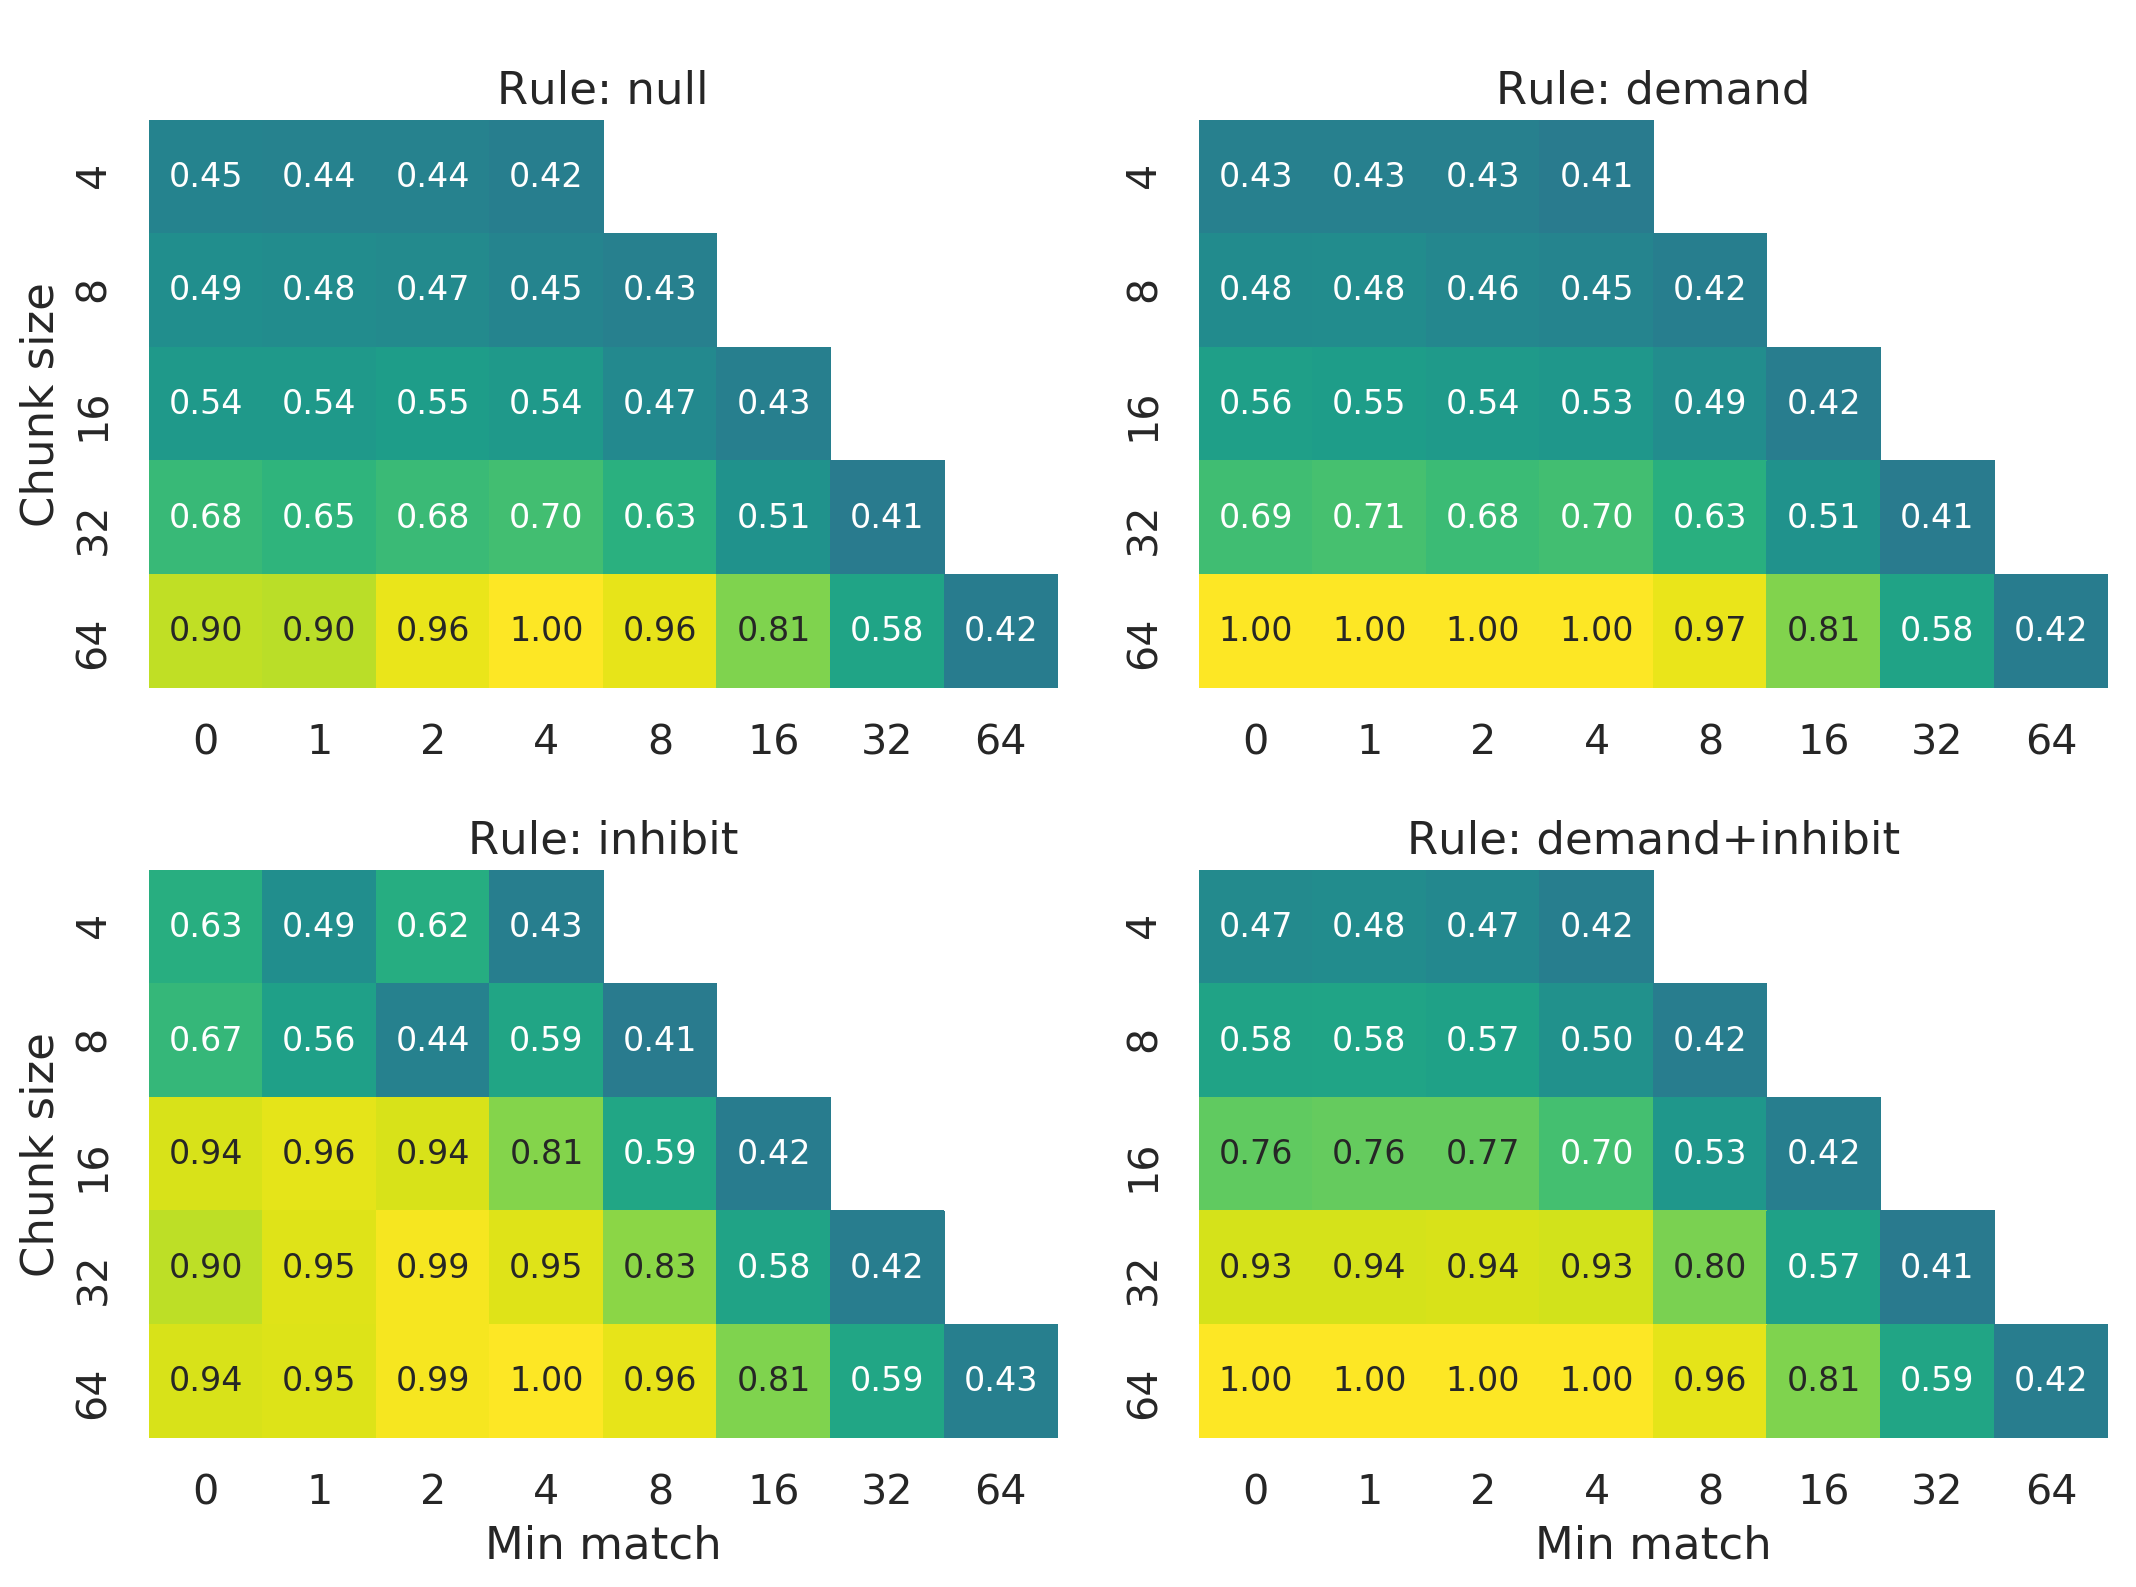 Rule: null
Chunk size
4 0.45 0.44 0.44 0.42
8 0.49 0.48 0.47 0.45 0.43
16 0.54 0.54 0.55 0.54 0.47 0.43
32 0.68 0.65 0.68 0.70 0.63 0.51 0.41
64 0.90 0.90 0.96 1.00 0.96 0.81 0.58 0.42
0 1 2 4 8 16 32 64
Rule: demand
4 0.43 0.43 0.43 0.41
8 0.48 0.48 0.46 0.45 0.42
16 0.56 0.55 0.54 0.53 0.49 0.42
32 0.69 0.71 0.68 0.70 0.63 0.51 0.41
64 1.00 1.00 1.00 1.00 0.97 0.81 0.58 0.42
0 1 2 4 8 16 32 64
Rule: inhibit
Chunk size
4 0.63 0.49 0.62 0.43
8 0.67 0.56 0.44 0.59 0.41
16 0.94 0.96 0.94 0.81 0.59 0.42
32 0.90 0.95 0.99 0.95 0.83 0.58 0.42
64 0.94 0.95 0.99 1.00 0.96 0.81 0.59 0.43
0 1 2 4 8 16 32 64
Min match
Rule: demand+inhibit
4 0.47 0.48 0.47 0.42
8 0.58 0.58 0.57 0.50 0.42
16 0.76 0.76 0.77 0.70 0.53 0.42
32 0.93 0.94 0.94 0.93 0.80 0.57 0.41
64 1.00 1.00 1.00 1.00 0.96 0.81 0.59 0.42
0 1 2 4 8 16 32 64
Min match